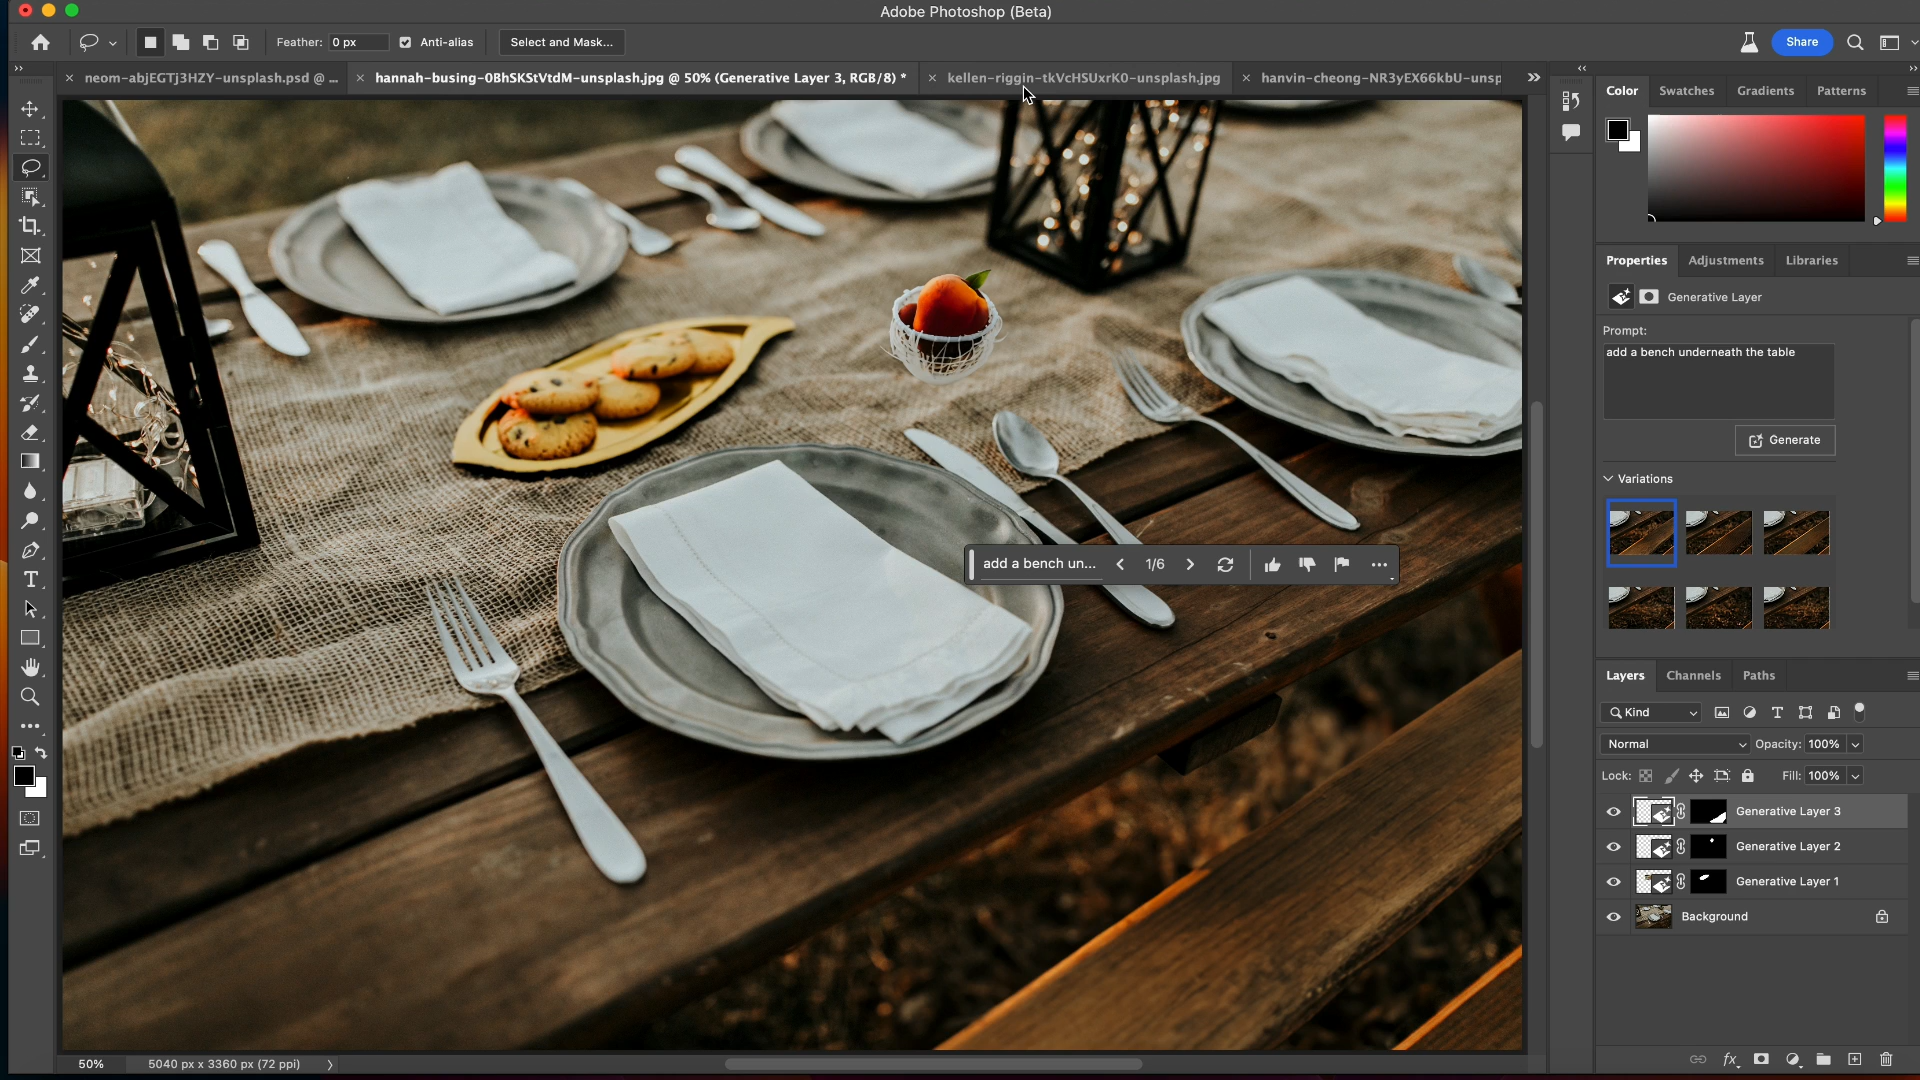 Adobe Photoshop (Beta)
Feather: 0 px Anti-alias Select and Mask... Share
neom-abjEGTj3HZY-unsplash.psd @ ...
hannah-busing-0BhSKStVtdM-unsplash.jpg @ 50% (Generative Layer 3, RGB/8) *
kellen-riggin-tkVcHSUxrK0-unsplash.jpg
hanvin-cheong-NR3yEX66kbU-unsp
Color Swatches Gradients Patterns
Properties Adjustments Libraries
Generative Layer
Prompt:
add a bench underneath the table
Generate
Variations
add a bench un... 1/6
Layers Channels Paths
Kind
Normal Opacity: 100%
Lock: Fill: 100%
Generative Layer 3
Generative Layer 2
Generative Layer 1
Background
50% 5040 px x 3360 px (72 ppi)